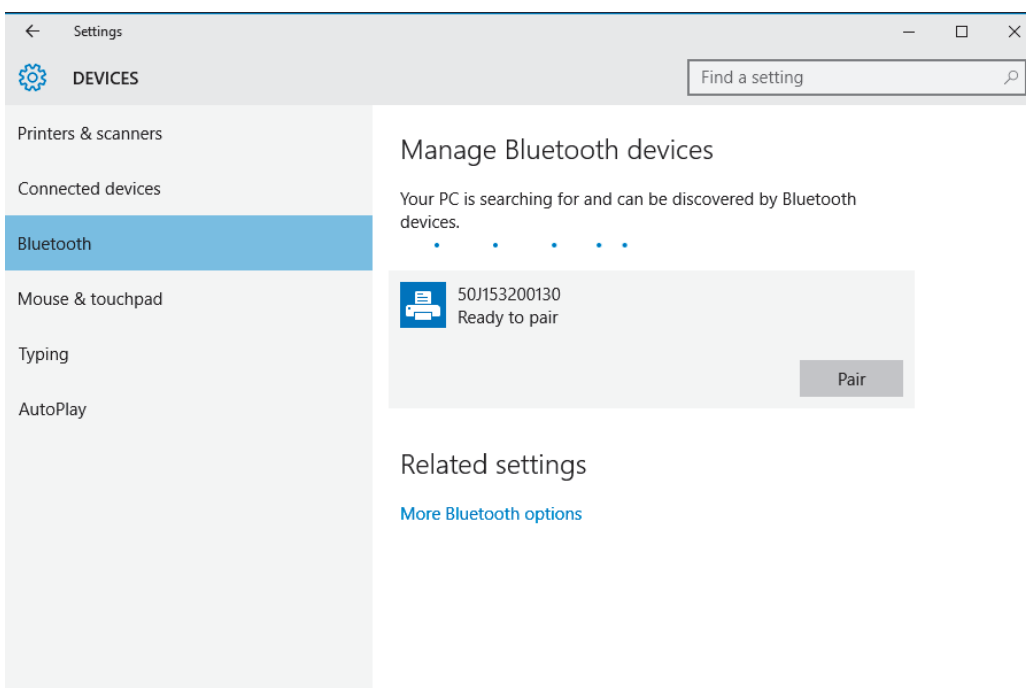 Settings
DEVICES
Find a setting
Printers & scanners
Connected devices
Bluetooth
Mouse & touchpad
Typing
AutoPlay
Manage Bluetooth devices
Your PC is searching for and can be discovered by Bluetooth
devices.
50J153200130
Ready to pair
Pair
Related settings
More Bluetooth options